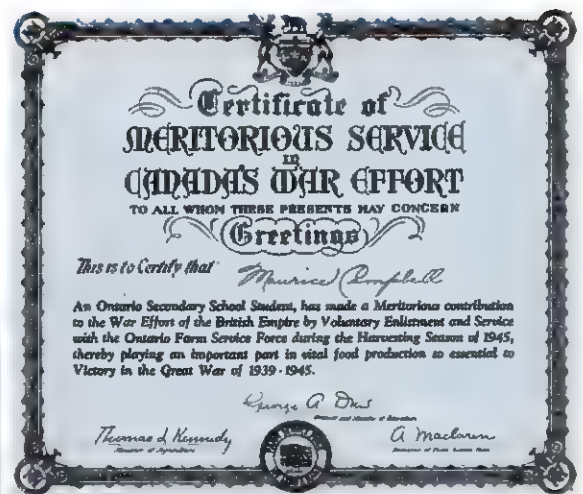 Certificate of
MERITORIOUS SERVICE
IN
CANADA'S WAR EFFORT
TO ALL WHOM THESE PRESENTS MAY CONCERN
Greetings
This is to Certify that Maurice Campbell
An Ontario Secondary School Student, has made a Meritorious contribution
to the War Effort of the British Empire by Voluntary Enlistment and Service
with the Ontario Farm Service Force during the Harvesting Season of 1945,
thereby playing an important part in vital food production so essential to
Victory in the Great War of 1939 - 1945.
George A Drew
Minister of Education
Thomas L Kennedy
A Maclaren
Minister of Agriculture